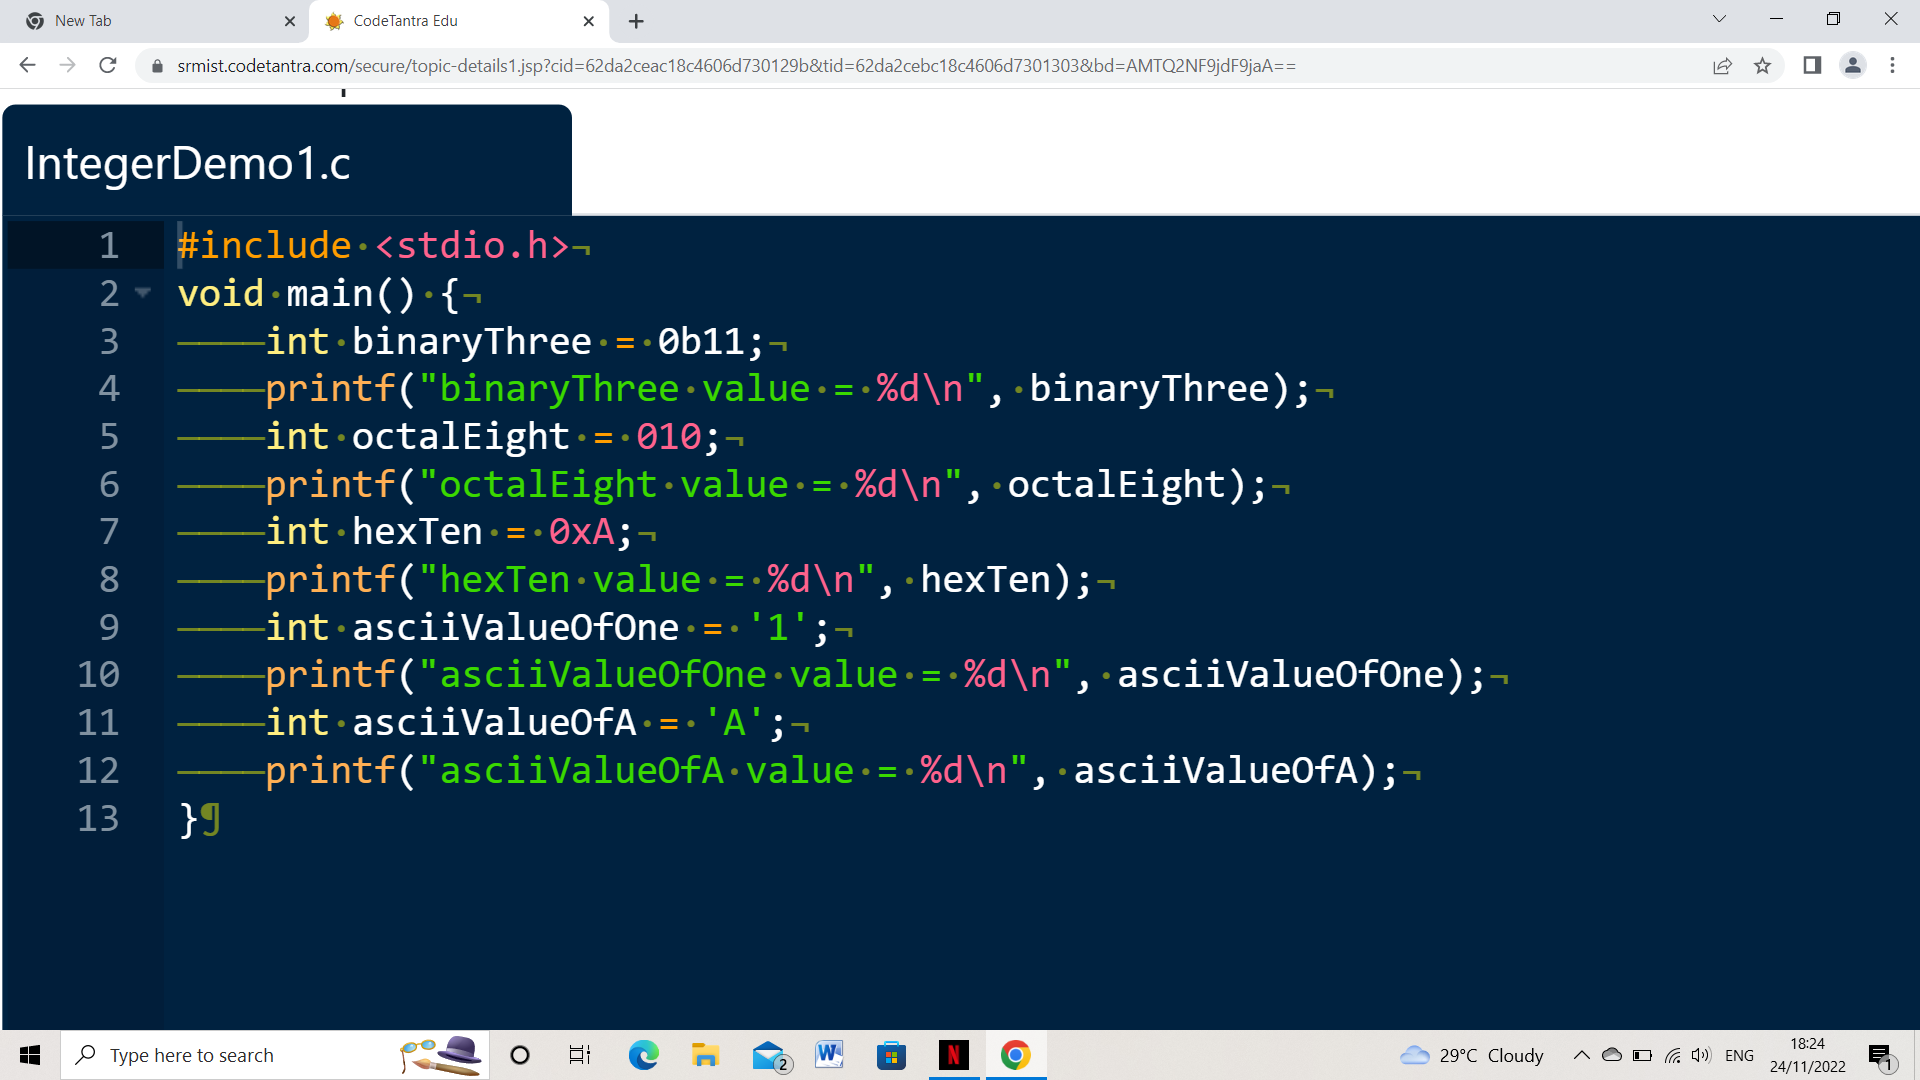 New Tab
CodeTantra Edu
srmist.codetantra.com/secure/topic-details1.jsp?cid=62da2ceac18c4606d730129b&tid=62da2cebc18c4606d7301303&bd=AMTQ2NF9jdF9jaA==
IntegerDemo1.c
1 #include <stdio.h>
2 void main() {
3 int binaryThree = 0b11;
4 printf("binaryThree value = %d\n", binaryThree);
5 int octalEight = 010;
6 printf("octalEight value = %d\n", octalEight);
7 int hexTen = 0xA;
8 printf("hexTen value = %d\n", hexTen);
9 int asciiValueOfOne = '1';
10 printf("asciiValueOfOne value = %d\n", asciiValueOfOne);
11 int asciiValueOfA = 'A';
12 printf("asciiValueOfA value = %d\n", asciiValueOfA);
13 }
Type here to search
2
W
N
29°C Cloudy
ENG
18:24
24/11/2022
1